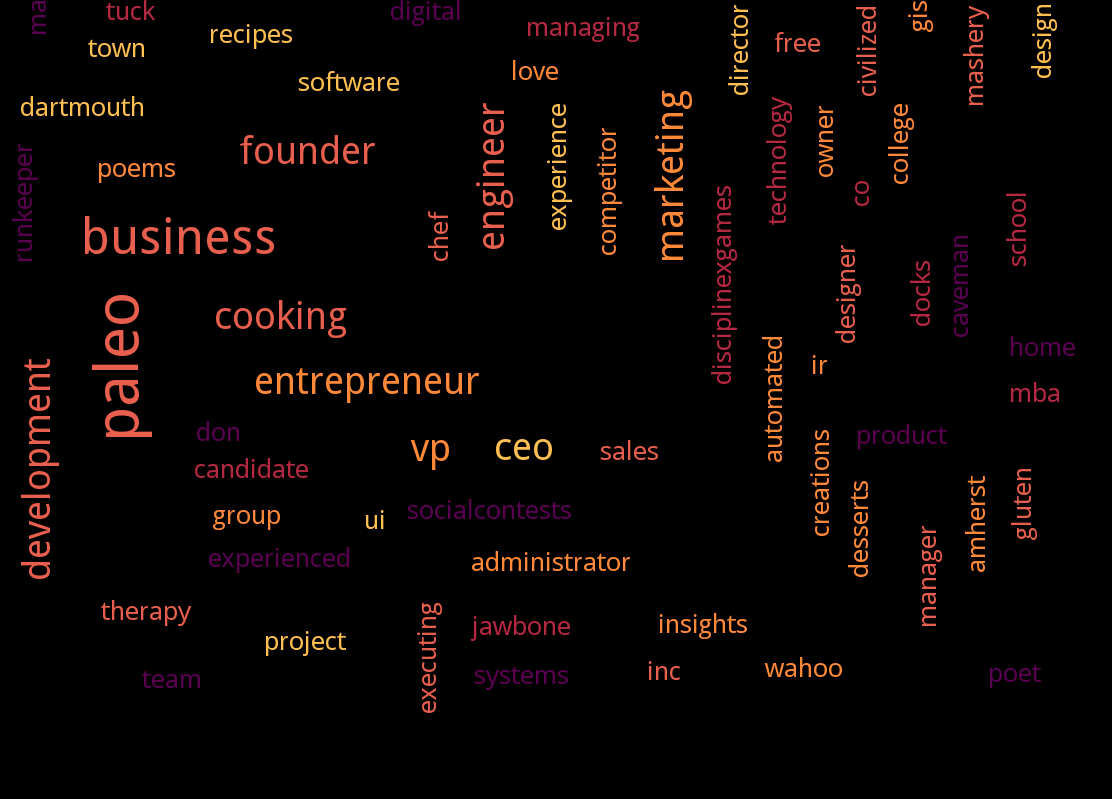 ma
tuck
digital
managing
director
free
civilized
gis
mashery
design
town
recipes
software
love
dartmouth
founder
engineer
experience
competitor
marketing
technology
owner
college
runkeeper
poems
co
school
business
chef
disciplinexgames
designer
docks
caveman
paleo
cooking
automated
ir
home
development
entrepreneur
mba
don
vp
ceo
sales
creations
product
candidate
desserts
amherst
gluten
group
ui
socialcontests
manager
experienced
administrator
therapy
project
executing
jawbone
insights
team
systems
inc
wahoo
poet